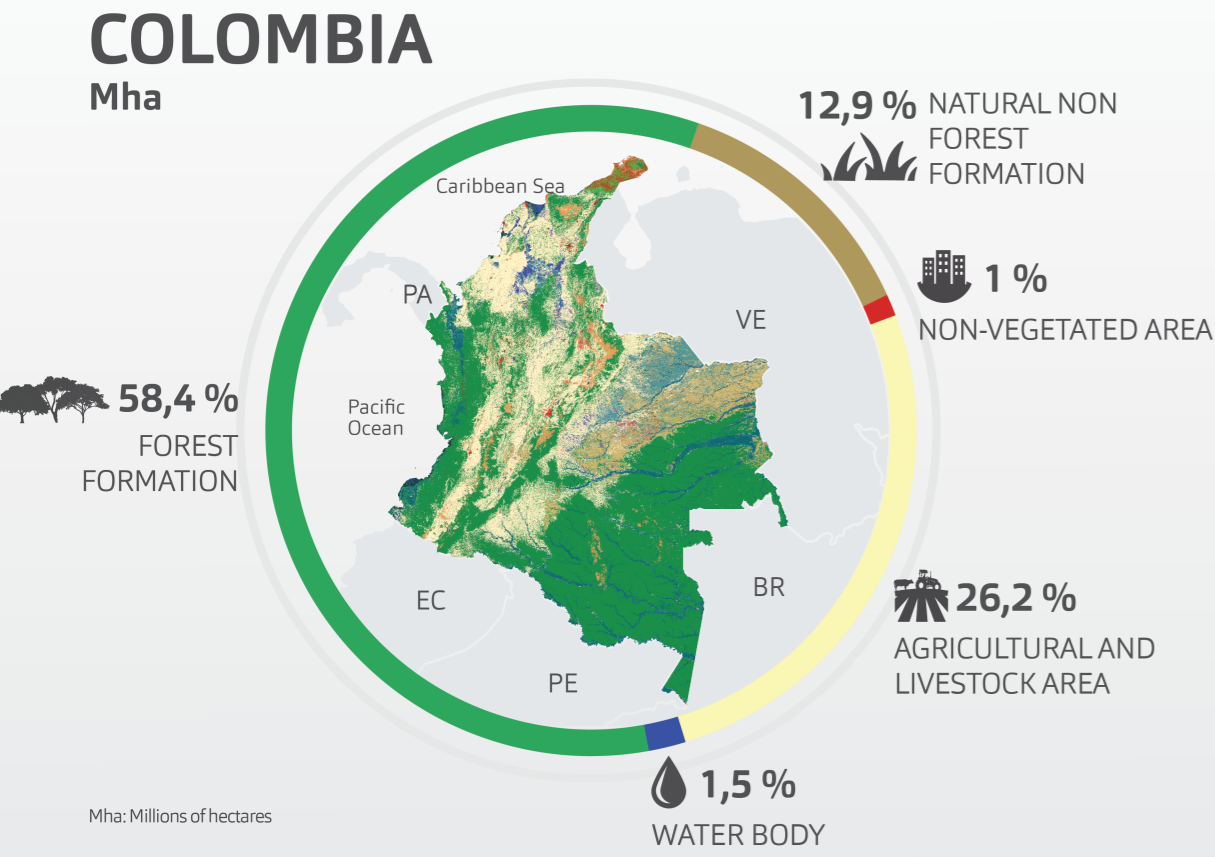 COLOMBIA
Mha
12,9 % NATURAL NON
FOREST
FORMATION
Caribbean Sea
1 %
NON-VEGETATED AREA
PA
VE
58,4 %
FOREST
FORMATION
Pacific
Ocean
26,2 %
AGRICULTURAL AND
LIVESTOCK AREA
EC
BR
PE
1,5 %
WATER BODY
Mha: Millions of hectares